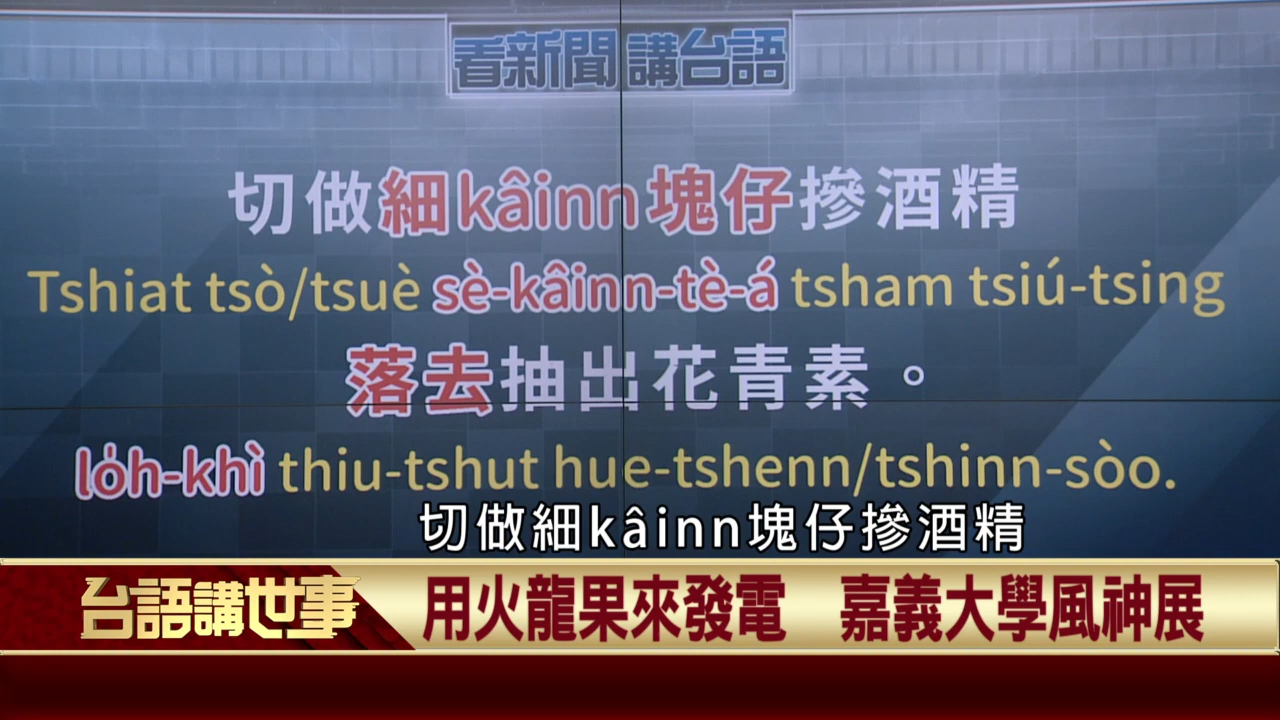 看新聞 講台語
切做細kâinn塊仔摻酒精
Tshiat tsò/tsuè sè-kâinn-tè-á tsham tsiú-tsing
落去抽出花青素。
lo̍h-khì thiu-tshut hue-tshenn/tshinn-sòo.
切做細kâinn塊仔摻酒精
台語講世事
用火龍果來發電 嘉義大學風神展